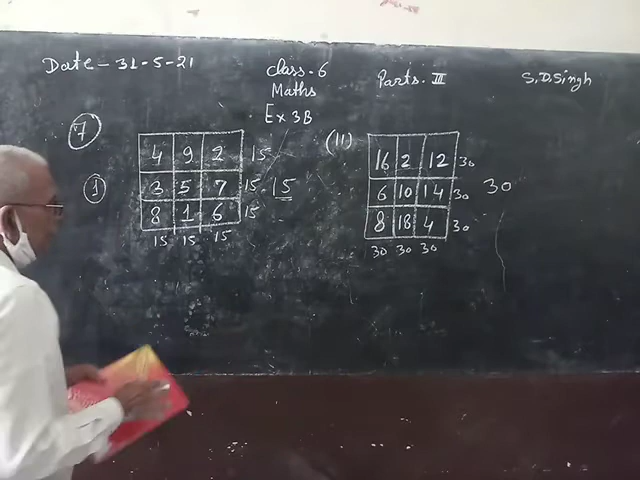 Date - 31-5-21
Class-6
Parts. III
S.D.Singh
Maths
Ex 3B
7
1
4 9 2 15
3 5 7 15 15
8 1 6 15
15 15 15
(II)
16 2 12 30
6 10 14 30 30
8 18 4 30
30 30 30